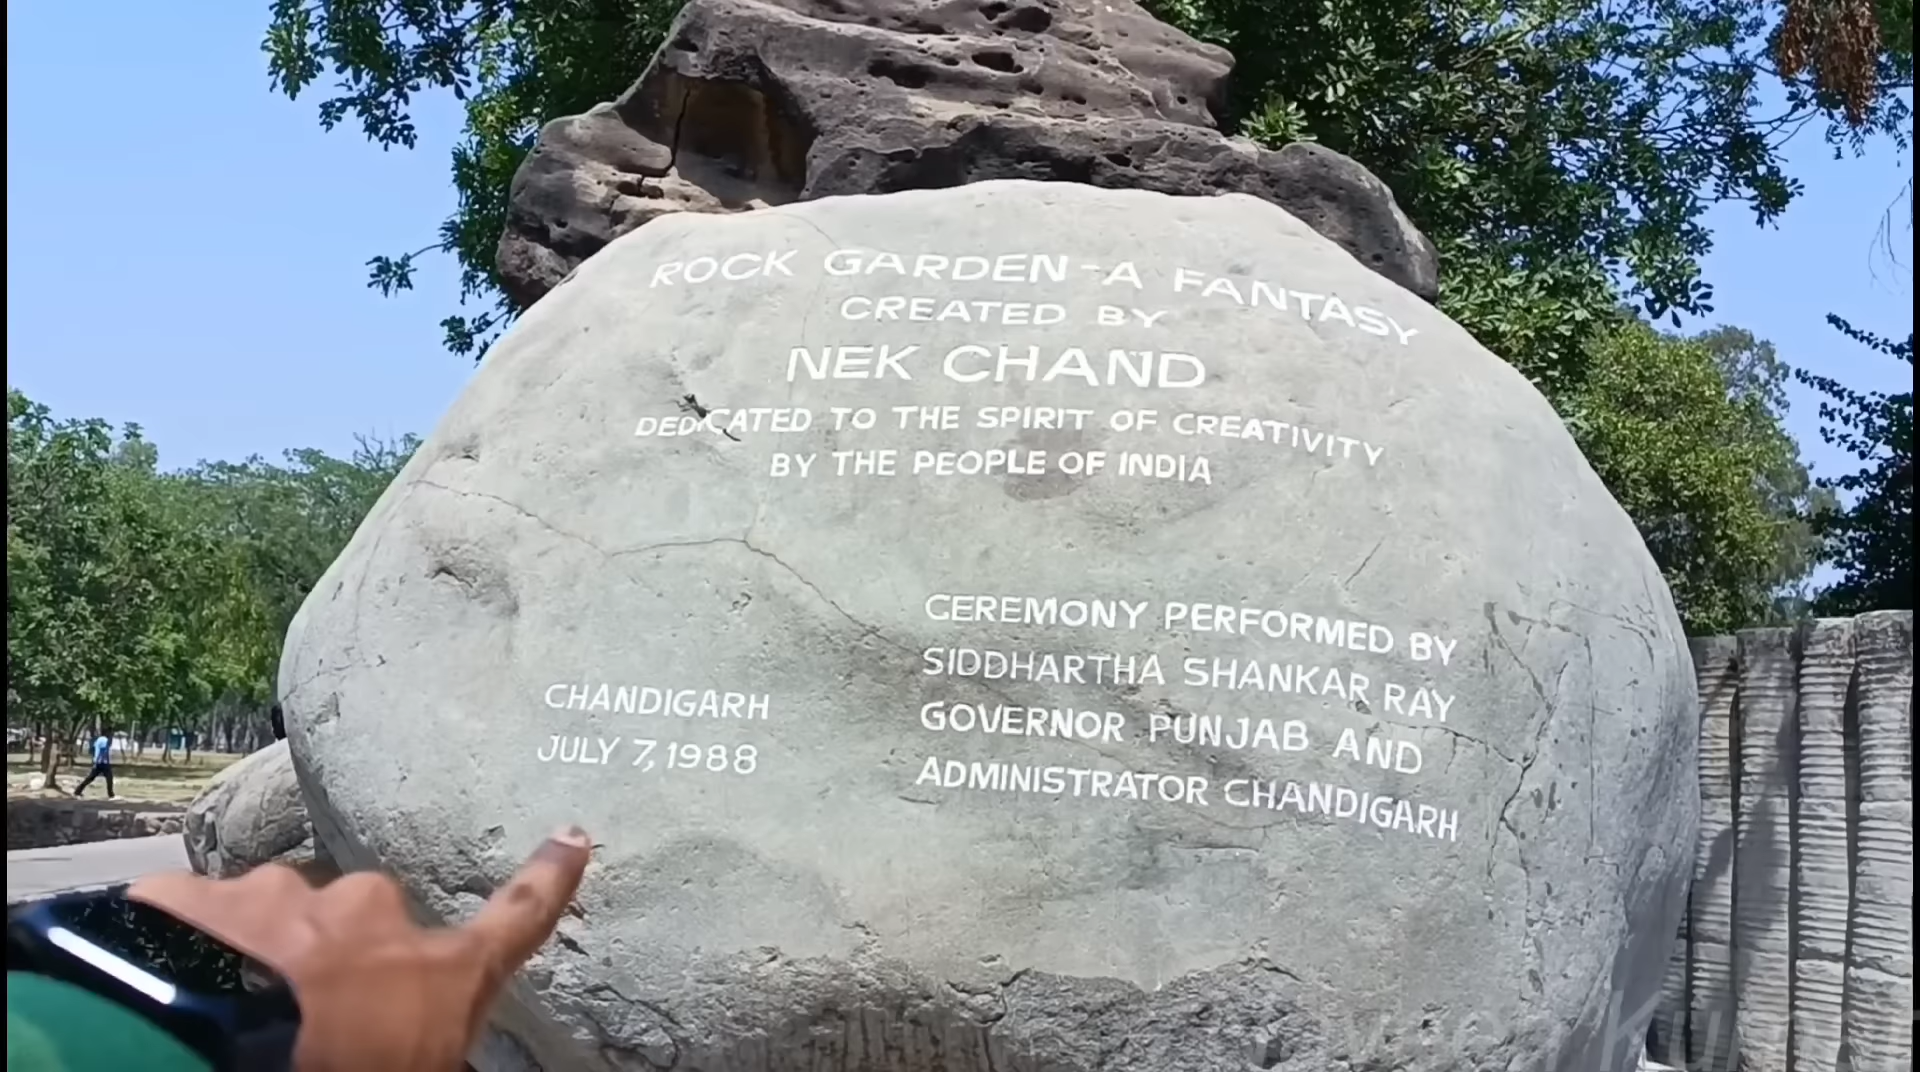 ROCK GARDEN-A FANTASY
CREATED BY
NEK CHAND
DEDICATED TO THE SPIRIT OF CREATIVITY
BY THE PEOPLE OF INDIA
CEREMONY PERFORMED BY
SIDDHARTHA SHANKAR RAY
GOVERNOR PUNJAB AND
ADMINISTRATOR CHANDIGARH
CHANDIGARH
JULY 7, 1988